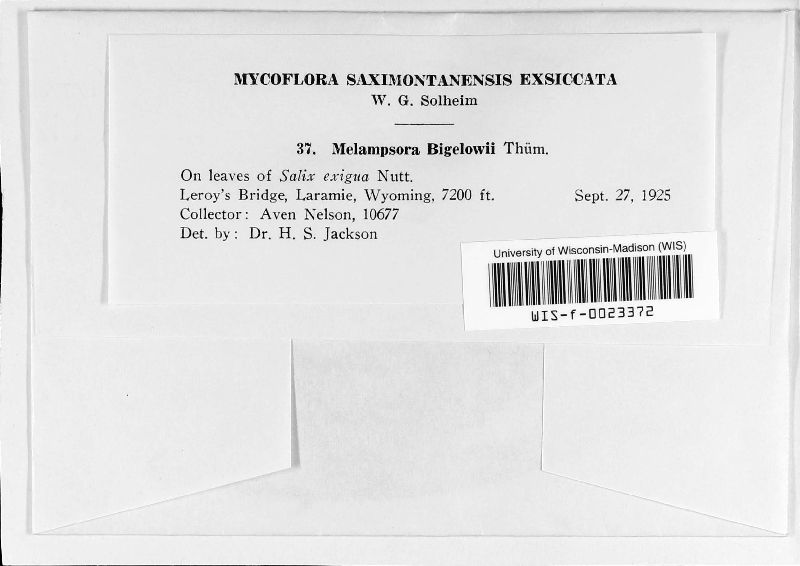 MYCOFLORA SAXIMONTANENSIS EXSICCATA
W. G. Solheim
37. Melampsora Bigelowii Thüm.
On leaves of Salix exigua Nutt.
Leroy's Bridge, Laramie, Wyoming, 7200 ft. Sept. 27, 1925
Collector: Aven Nelson, 10677
Det. by: Dr. H. S. Jackson
University of Wisconsin-Madison (WIS)
WIS-f-0023372